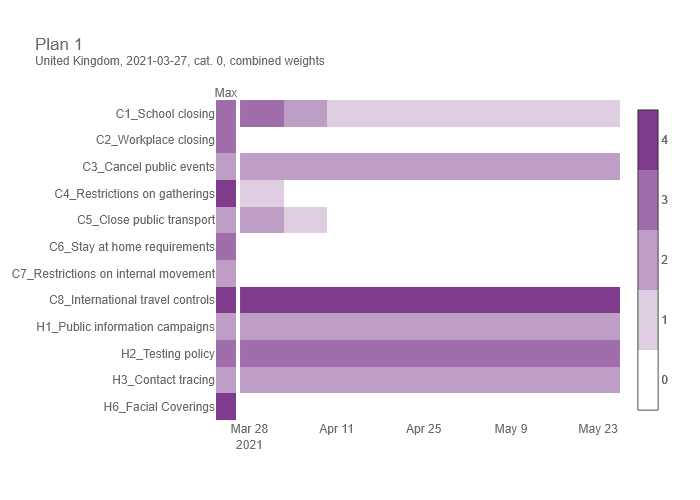 Plan 1
United Kingdom, 2021-03-27, cat. 0, combined weights
Max
C1_School closing
C2_Workplace closing
C3_Cancel public events
C4_Restrictions on gatherings
C5_Close public transport
C6_Stay at home requirements
C7_Restrictions on internal movement
C8_International travel controls
H1_Public information campaigns
H2_Testing policy
H3_Contact tracing
H6_Facial Coverings
4
3
2
1
0
Mar 28 Apr 11 Apr 25 May 9 May 23
2021